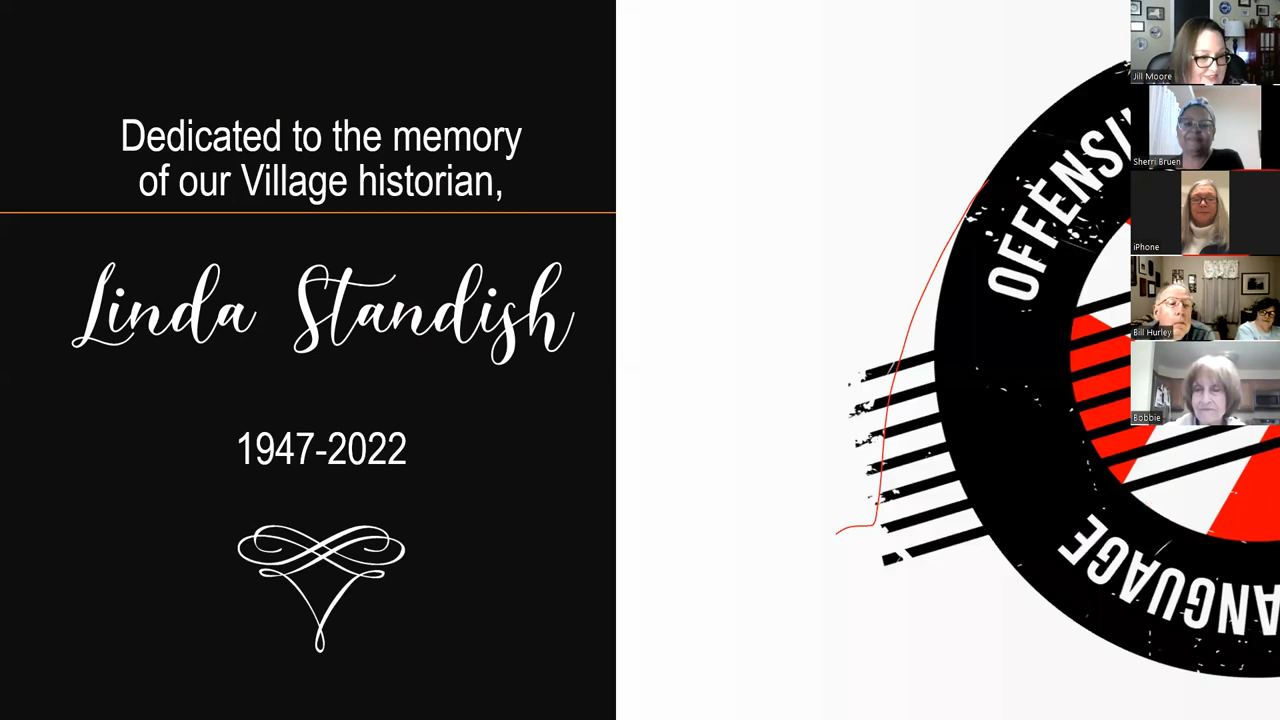 Dedicated to the memory
of our Village historian,
Linda Standish
1947-2022
OFFENSI
LANGUAGE
Jill Moore
Sherri Bruen
iPhone
Bill Hurley
Bobbie